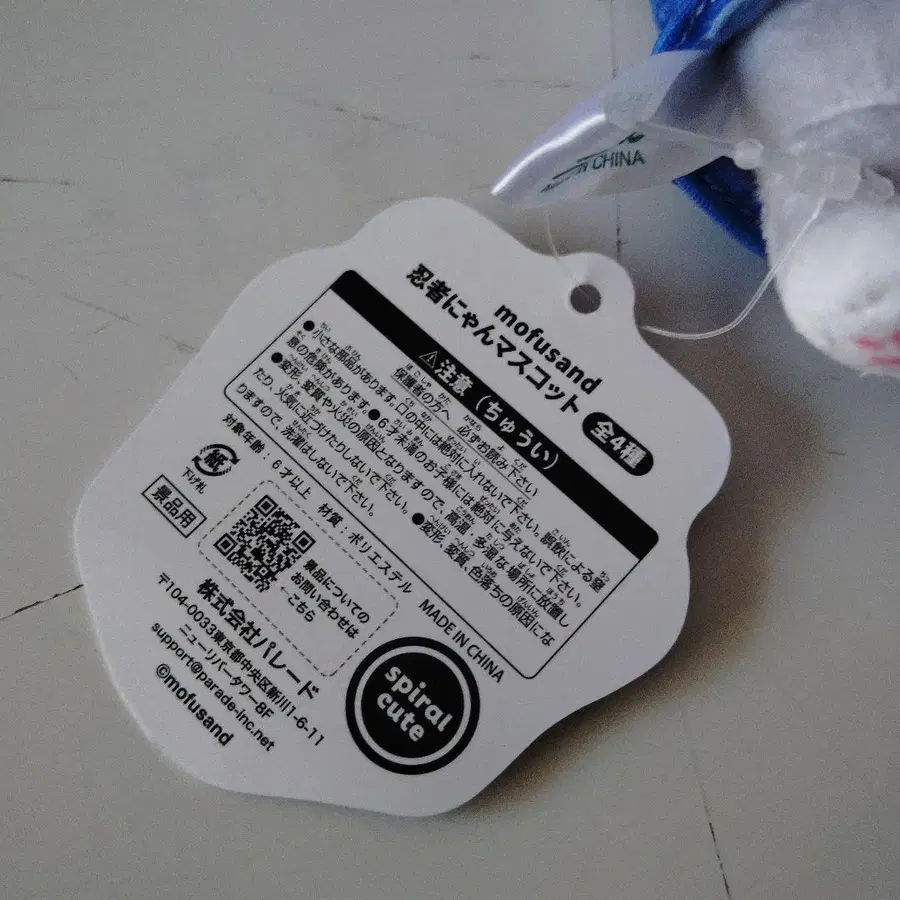 mofusand
忍者にゃんマスコット 全4種
⚠注意（ちゅうい）
保護者の方へ 必ずお読み下さい
●小さな部品があります。口の中には絶対に入れないで下さい。誤飲による窒
息の危険があります。●6才未満のお子様には絶対に与えないで下さい。
●変形、変質や火災の原因となりますので、高温・多湿な場所に放置し
たり、火気に近づけたりしないで下さい。●変形、変質、色落ちの原因にな
りますので、洗濯はしないで下さい。
対象年齢：6才以上 材質：ポリエステル MADE IN CHINA
紙
下げ札
景品用
景品についての
お問い合わせは
こちら
株式会社パレード
〒104-0033東京都中央区新川1-6-11
ニューリバータワー8F
support@parade-inc.net
©mofusand
spiral
cute
CHINA